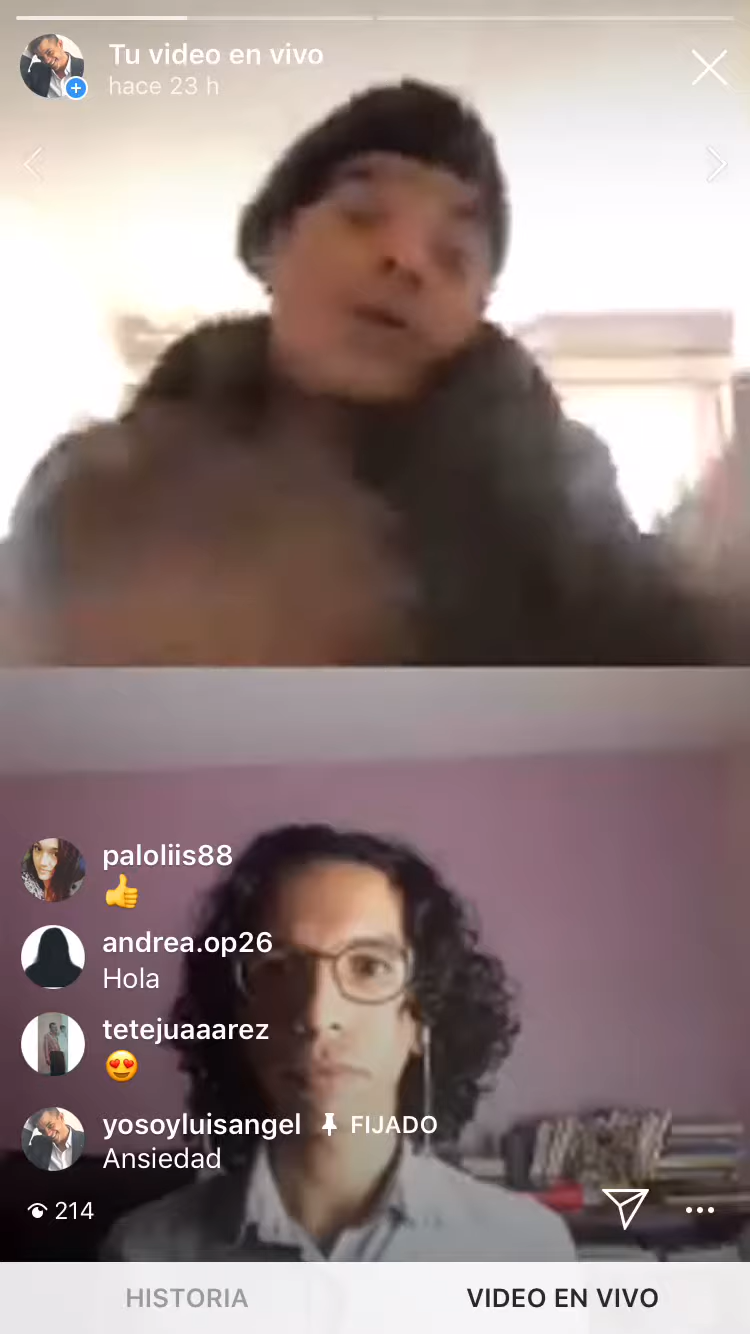 Tu video en vivo
hace 23 h
paloliis88
👍
andrea.op26
Hola
tetejuaaarez
😍
yosoyluisangel FIJADO
Ansiedad
214
HISTORIA
VIDEO EN VIVO